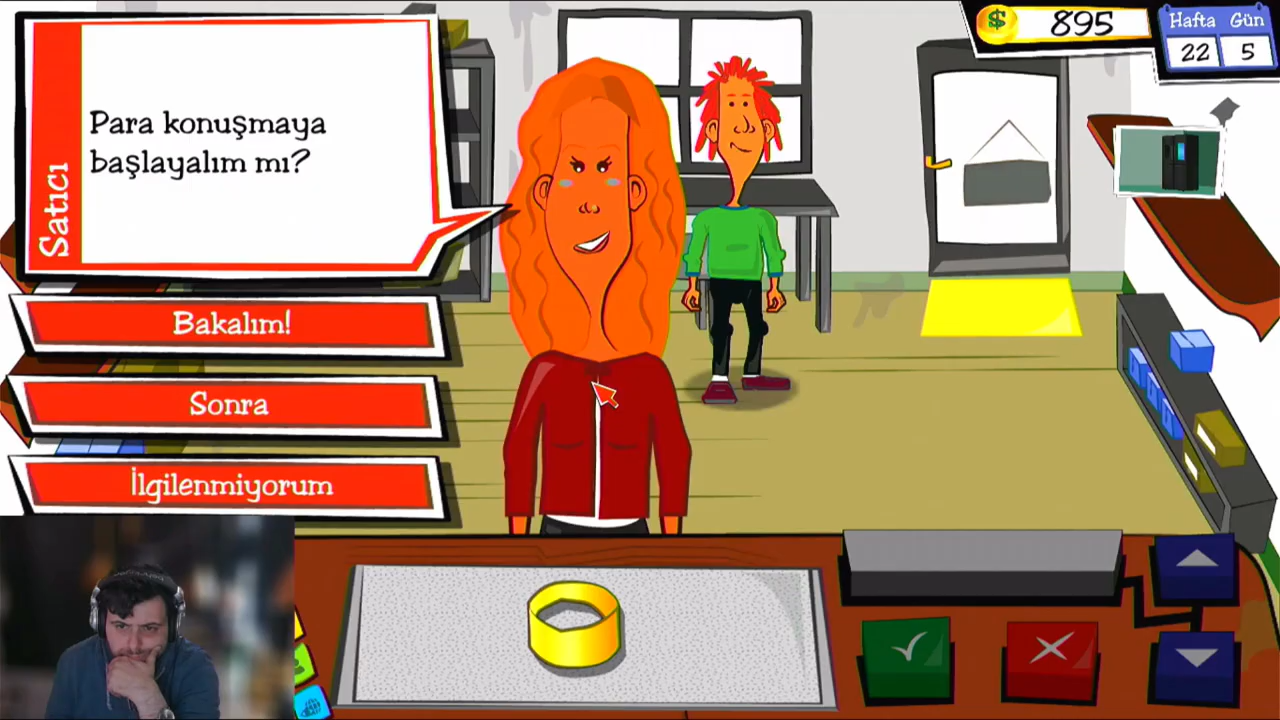 895
Hafta Gün
22 5
Satıcı
Para konuşmaya
başlayalım mı?
Bakalım!
Sonra
İlgilenmiyorum